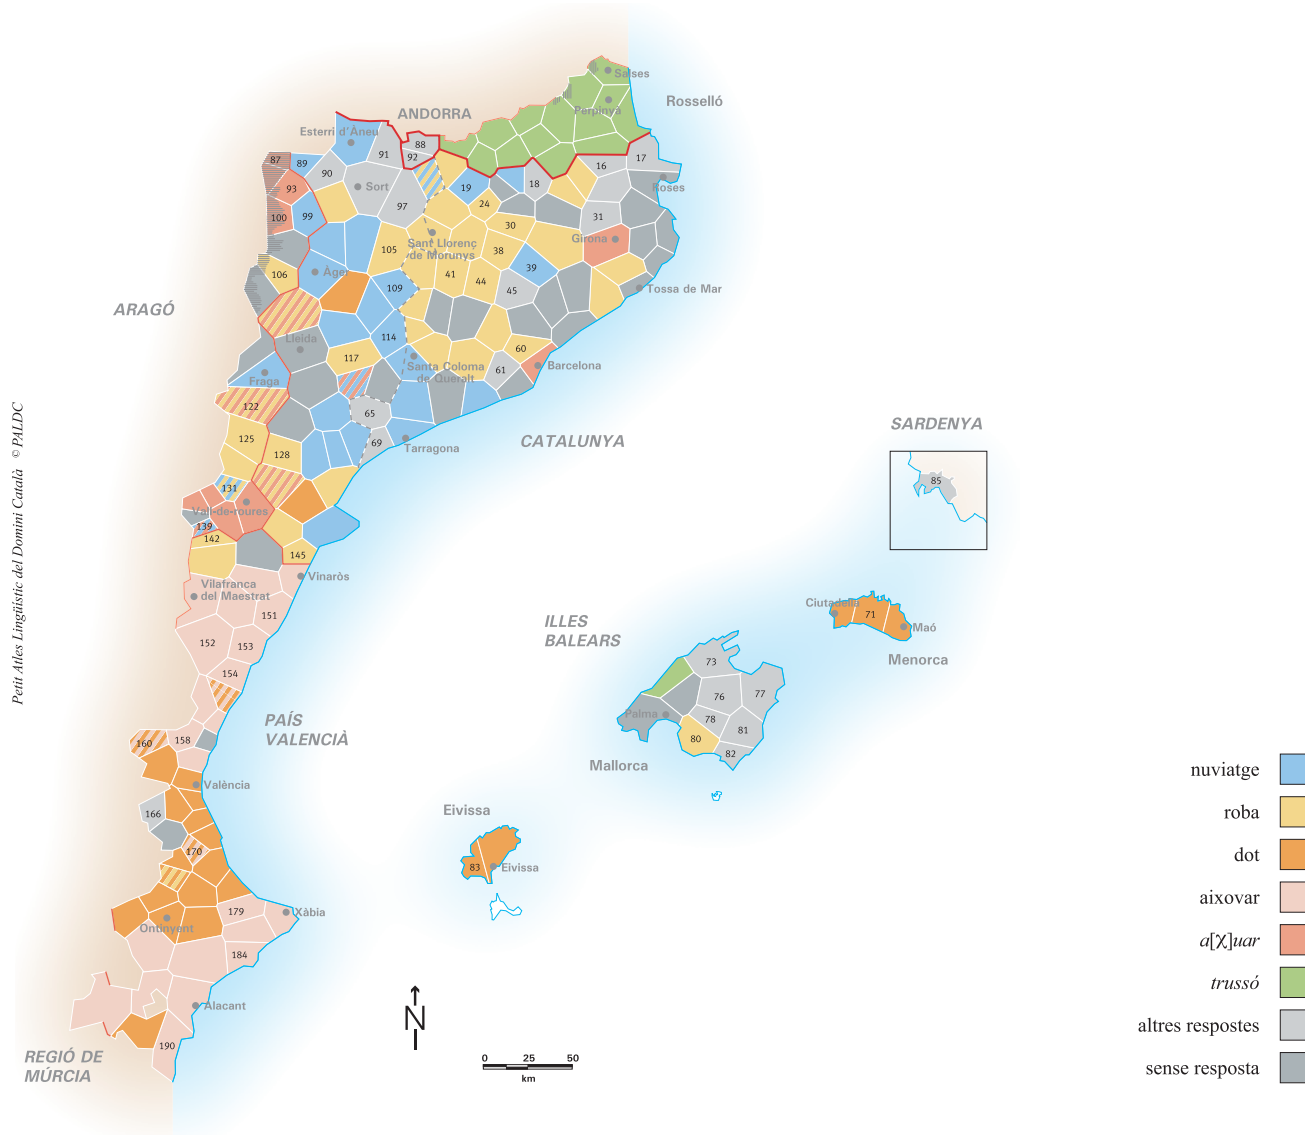 Petit Atles Lingüístic del Domini Català © PALDC
Salses
Perpinyà
Rosselló
ANDORRA
Esterri d'Àneu
88
92
91
87
89
90
93
Sort
97
99
100
16
17
18
19
Roses
24
30
31
Girona
Sant Llorenç
de Morunys
105
38
39
106
Àger
41
44
45
109
Tossa de Mar
ARAGÓ
114
Lleida
117
60
Santa Coloma
de Queralt
61
Barcelona
Fraga
122
65
125
69
Tarragona
CATALUNYA
128
131
Vall-de-roures
139
142
145
Vinaròs
Vilafranca
del Maestrat
151
152
153
154
160
158
PAÍS
VALENCIÀ
València
166
170
179
Xàbia
Ontinyent
184
Alacant
190
REGIÓ DE
MÚRCIA
SARDENYA
85
ILLES
BALEARS
Ciutadella
71
Maó
Menorca
73
76
77
Palma
78
80
81
82
Mallorca
Eivissa
83
Eivissa
N
0 25 50
km
nuviatge
roba
dot
aixovar
a[χ]uar
trussó
altres respostes
sense resposta